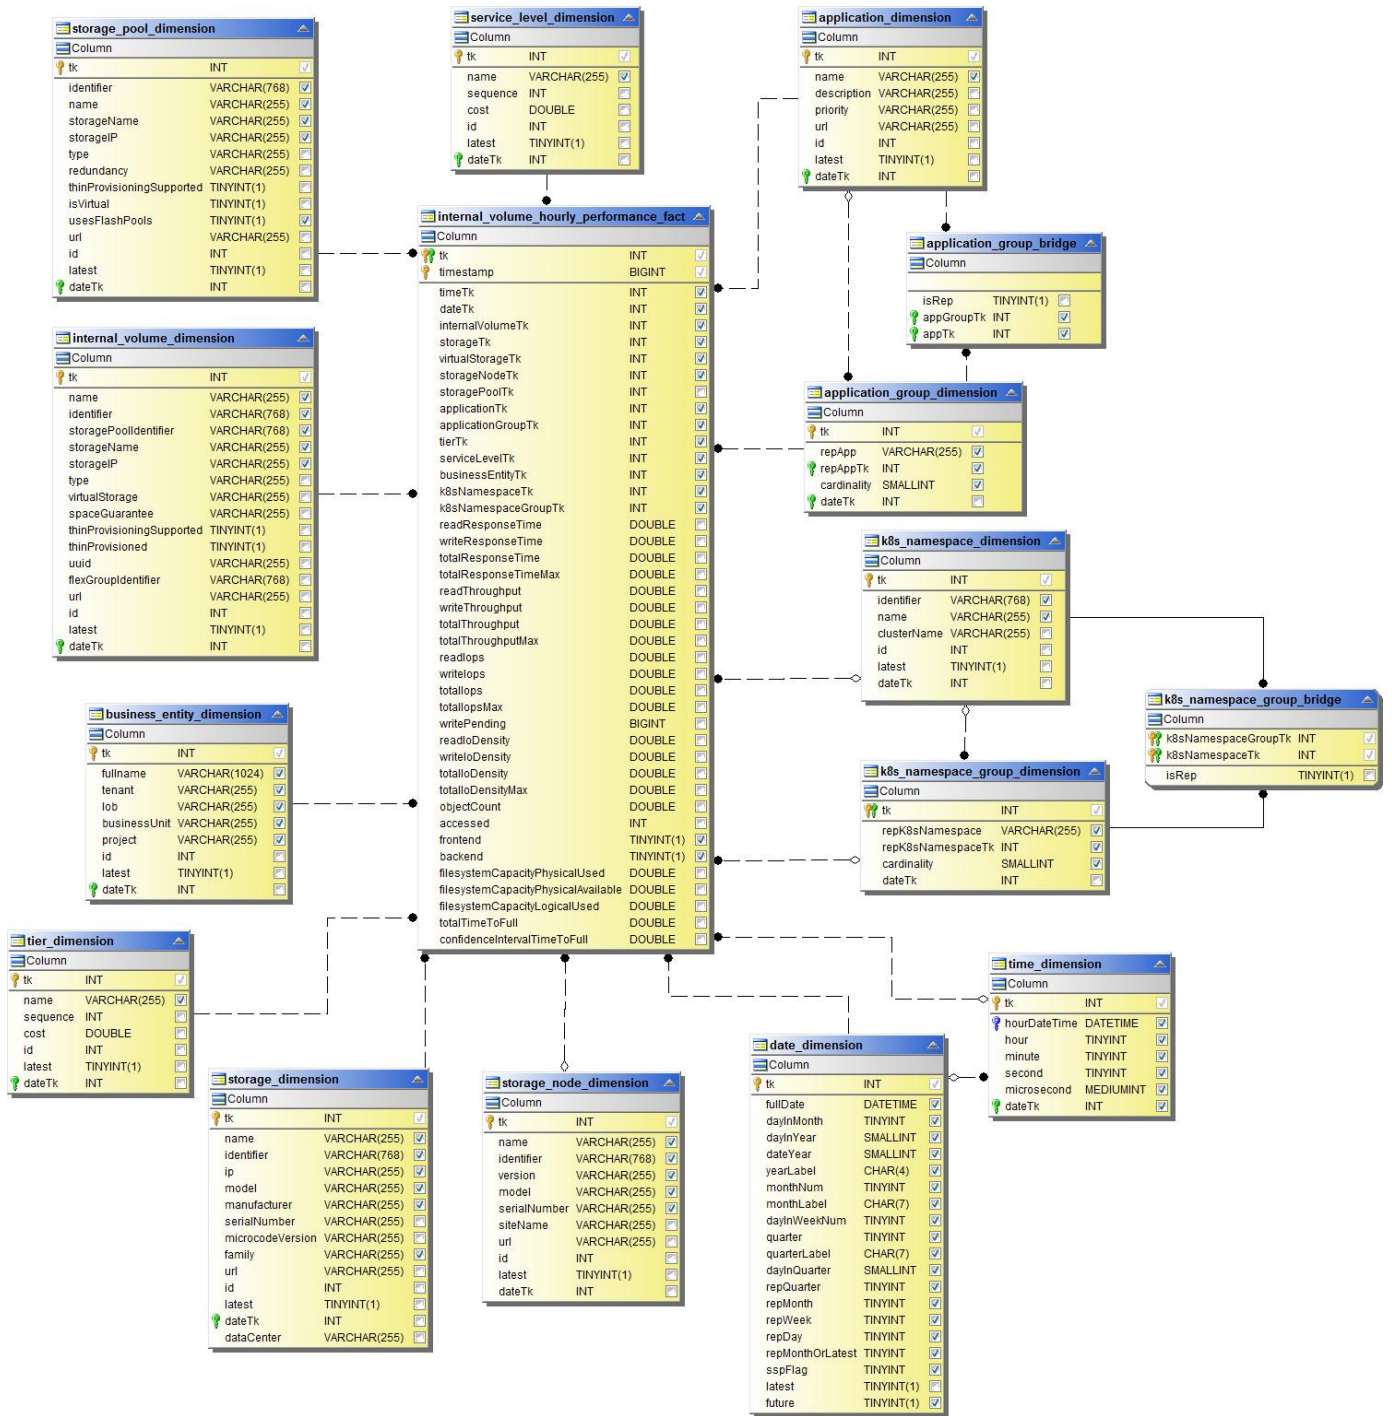 storage_pool_dimension
Column
tk INT
identifier VARCHAR(768)
name VARCHAR(255)
storageName VARCHAR(255)
storageIP VARCHAR(255)
type VARCHAR(255)
redundancy VARCHAR(255)
thinProvisioningSupported TINYINT(1)
isVirtual TINYINT(1)
usesFlashPools TINYINT(1)
url VARCHAR(255)
id INT
latest TINYINT(1)
dateTk INT
service_level_dimension
Column
tk INT
name VARCHAR(255)
sequence INT
cost DOUBLE
id INT
latest TINYINT(1)
dateTk INT
application_dimension
Column
tk INT
name VARCHAR(255)
description VARCHAR(255)
priority VARCHAR(255)
url VARCHAR(255)
id INT
latest TINYINT(1)
dateTk INT
internal_volume_hourly_performance_fact
Column
tk INT
timestamp BIGINT
timeTk INT
dateTk INT
internalVolumeTk INT
storageTk INT
virtualStorageTk INT
storageNodeTk INT
storagePoolTk INT
applicationTk INT
applicationGroupTk INT
tierTk INT
serviceLevelTk INT
businessEntityTk INT
k8sNamespaceTk INT
k8sNamespaceGroupTk INT
readResponseTime DOUBLE
writeResponseTime DOUBLE
totalResponseTime DOUBLE
totalResponseTimeMax DOUBLE
readThroughput DOUBLE
writeThroughput DOUBLE
totalThroughput DOUBLE
totalThroughputMax DOUBLE
readIops DOUBLE
writeIops DOUBLE
totalIops DOUBLE
totalIopsMax DOUBLE
writePending BIGINT
readIoDensity DOUBLE
writeIoDensity DOUBLE
totalIoDensity DOUBLE
totalIoDensityMax DOUBLE
objectCount DOUBLE
accessed INT
frontend TINYINT(1)
backend TINYINT(1)
filesystemCapacityPhysicalUsed DOUBLE
filesystemCapacityPhysicalAvailable DOUBLE
filesystemCapacityLogicalUsed DOUBLE
totalTimeToFull DOUBLE
confidenceIntervalTimeToFull DOUBLE
application_group_bridge
Column
isRep TINYINT(1)
appGroupTk INT
appTk INT
internal_volume_dimension
Column
tk INT
name VARCHAR(255)
identifier VARCHAR(768)
storagePoolIdentifier VARCHAR(768)
storageName VARCHAR(255)
storageIP VARCHAR(255)
type VARCHAR(255)
virtualStorage VARCHAR(255)
spaceGuarantee VARCHAR(255)
thinProvisioningSupported TINYINT(1)
thinProvisioned TINYINT(1)
uuid VARCHAR(255)
flexGroupIdentifier VARCHAR(768)
url VARCHAR(255)
id INT
latest TINYINT(1)
dateTk INT
application_group_dimension
Column
tk INT
repApp VARCHAR(255)
repAppTk INT
cardinality SMALLINT
dateTk INT
k8s_namespace_dimension
Column
tk INT
identifier VARCHAR(768)
name VARCHAR(255)
clusterName VARCHAR(255)
id INT
latest TINYINT(1)
dateTk INT
k8s_namespace_group_bridge
Column
k8sNamespaceGroupTk INT
k8sNamespaceTk INT
isRep TINYINT(1)
business_entity_dimension
Column
tk INT
fullname VARCHAR(1024)
tenant VARCHAR(255)
lob VARCHAR(255)
businessUnit VARCHAR(255)
project VARCHAR(255)
id INT
latest TINYINT(1)
dateTk INT
k8s_namespace_group_dimension
Column
tk INT
repK8sNamespace VARCHAR(255)
repK8sNamespaceTk INT
cardinality SMALLINT
dateTk INT
tier_dimension
Column
tk INT
name VARCHAR(255)
sequence INT
cost DOUBLE
id INT
latest TINYINT(1)
dateTk INT
time_dimension
Column
tk INT
hourDateTime DATETIME
hour TINYINT
minute TINYINT
second TINYINT
microsecond MEDIUMINT
dateTk INT
storage_dimension
Column
tk INT
name VARCHAR(255)
identifier VARCHAR(768)
ip VARCHAR(255)
model VARCHAR(255)
manufacturer VARCHAR(255)
serialNumber VARCHAR(255)
microcodeVersion VARCHAR(255)
family VARCHAR(255)
url VARCHAR(255)
id INT
latest TINYINT(1)
dateTk INT
dataCenter VARCHAR(255)
storage_node_dimension
Column
tk INT
name VARCHAR(255)
identifier VARCHAR(768)
version VARCHAR(255)
model VARCHAR(255)
serialNumber VARCHAR(255)
siteName VARCHAR(255)
url VARCHAR(255)
id INT
latest TINYINT(1)
dateTk INT
date_dimension
Column
tk INT
fullDate DATETIME
dayInMonth TINYINT
dayInYear SMALLINT
dateYear SMALLINT
yearLabel CHAR(4)
monthNum TINYINT
monthLabel CHAR(7)
dayInWeekNum TINYINT
quarter TINYINT
quarterLabel CHAR(7)
dayInQuarter SMALLINT
repQuarter TINYINT
repMonth TINYINT
repWeek TINYINT
repDay TINYINT
repMonthOrLatest TINYINT
sspFlag TINYINT
latest TINYINT(1)
future TINYINT(1)